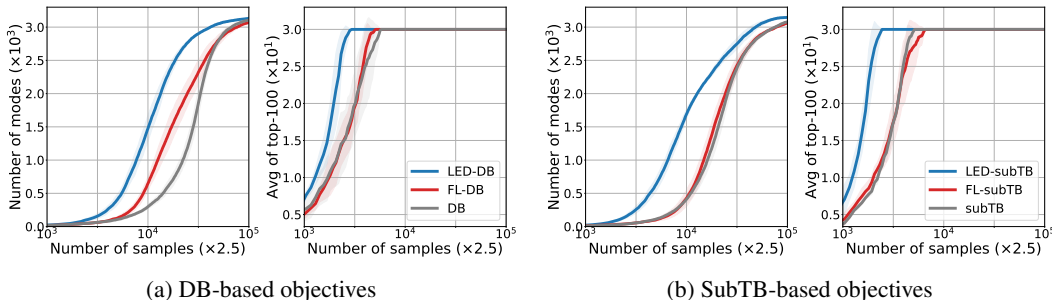 Number of modes (×10³)
3.0
2.5
2.0
1.5
1.0
0.5
0.0
10³
10⁴
10⁵
Number of samples (×2.5)
Avg of top-100 (×10¹)
3.0
2.5
2.0
1.5
1.0
0.5
LED-DB
FL-DB
DB
10³
10⁴
10⁵
Number of samples (×2.5)
(a) DB-based objectives
Number of modes (×10³)
3.0
2.5
2.0
1.5
1.0
0.5
0.0
10³
10⁴
10⁵
Number of samples (×2.5)
Avg of top-100 (×10¹)
3.0
2.5
2.0
1.5
1.0
0.5
LED-subTB
FL-subTB
subTB
10³
10⁴
10⁵
Number of samples (×2.5)
(b) SubTB-based objectives